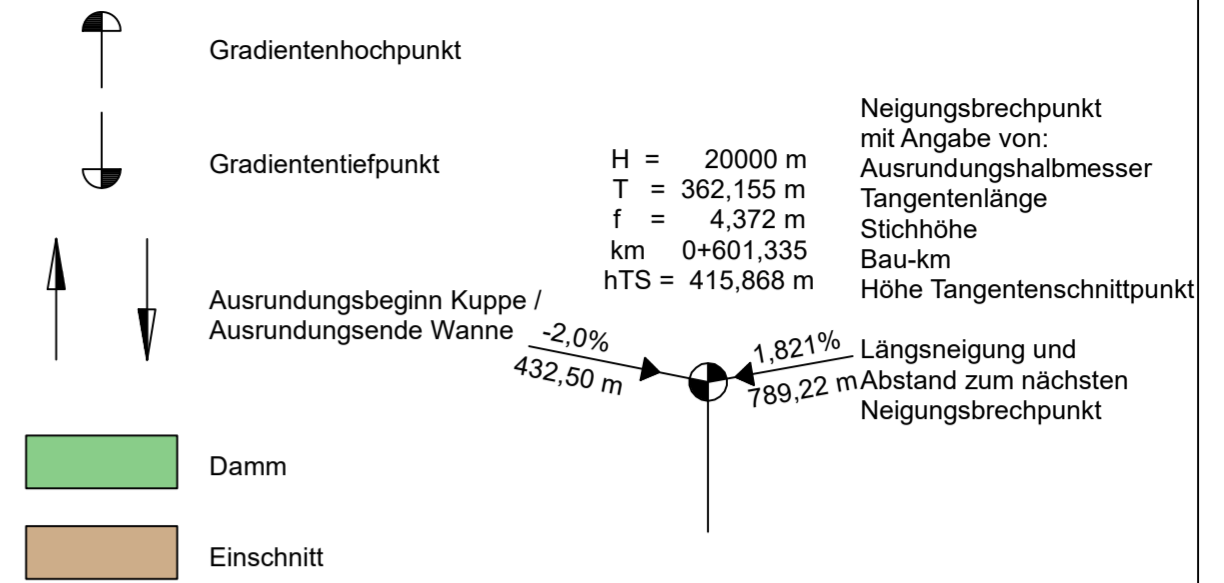 Gradientenhochpunkt
Gradiententiefpunkt
Ausrundungsbeginn Kuppe /
Ausrundungsende Wanne
Damm
Einschnitt
H = 20000 m
T = 362,155 m
f = 4,372 m
km 0+601,335
hTS = 415,868 m
Neigungsbrechpunkt
mit Angabe von:
Ausrundungshalbmesser
Tangentenlänge
Stichhöhe
Bau-km
Höhe Tangentenschnittpunkt
-2,0%
432,50 m
1,821%
789,22 m
Längsneigung und
Abstand zum nächsten
Neigungsbrechpunkt